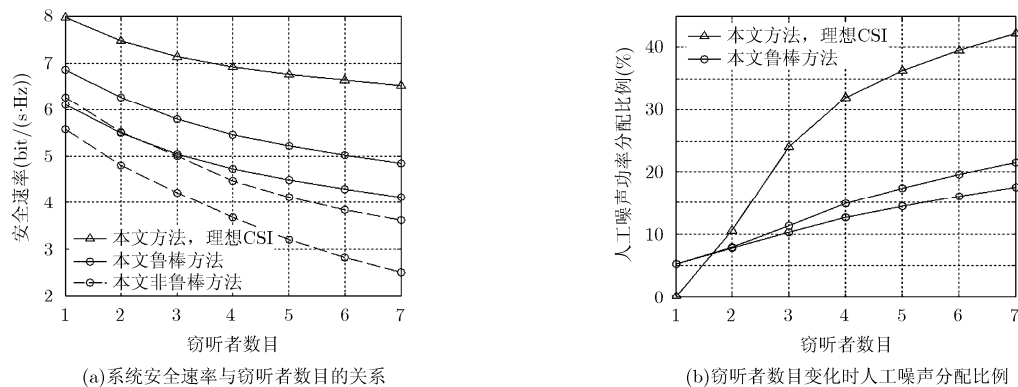 8
7
6
5
4
3
2
安全速率(bit/(s·Hz))
本文方法，理想CSI
本文鲁棒方法
本文非鲁棒方法
1 2 3 4 5 6 7
窃听者数目
(a)系统安全速率与窃听者数目的关系
40
30
20
10
0
人工噪声功率分配比例(%)
本文方法，理想CSI
本文鲁棒方法
1 2 3 4 5 6 7
窃听者数目
(b)窃听者数目变化时人工噪声分配比例